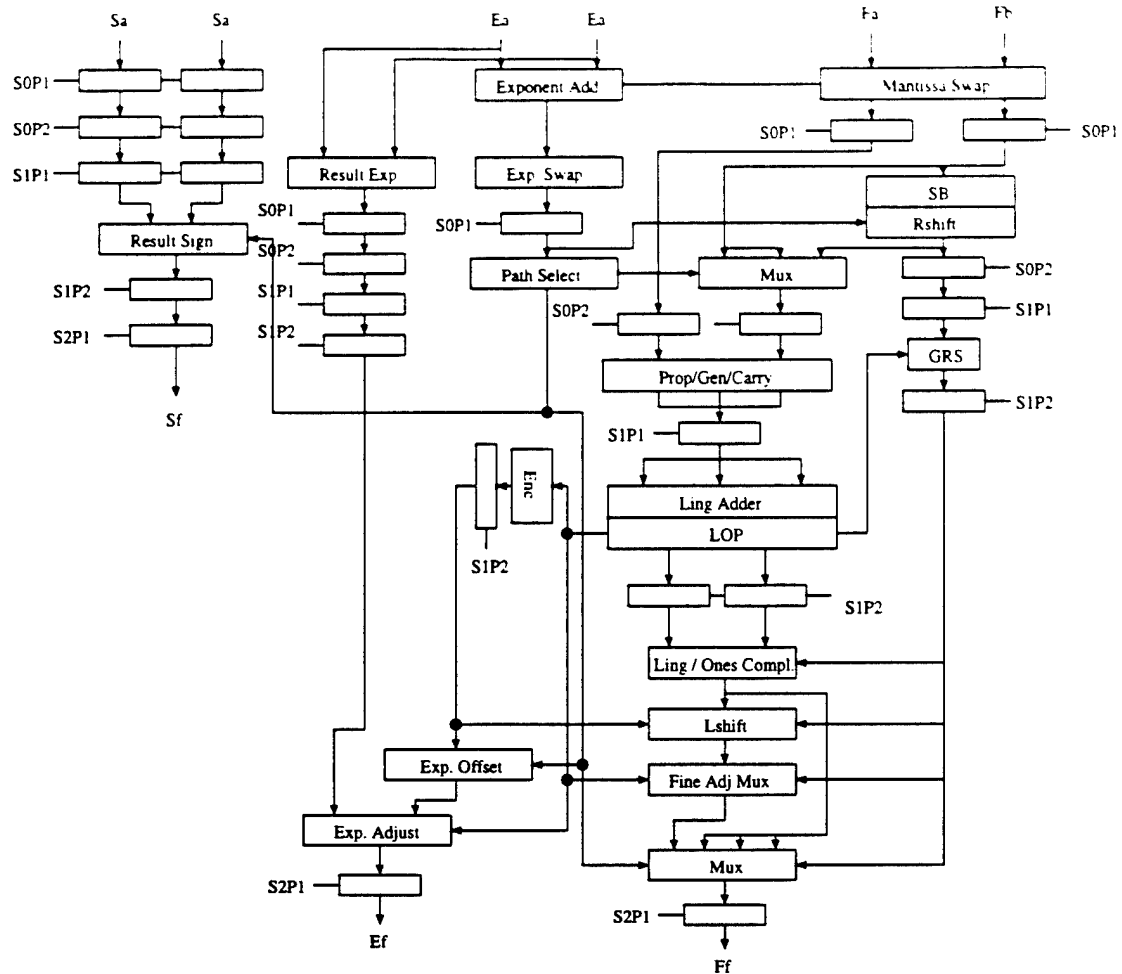 Sa Sa Ea Ea Fa Fb
S0P1 Exponent Add Mantissa Swap
S0P1 S0P1
S0P2
S1P1 Result Exp Exp. Swap SB
S0P1 S0P1 Rshift
Result Sign
S0P2 Path Select Mux S0P2
S1P2 S1P1 S0P2 S1P1
S2P1 S1P2 GRS
Prop/Gen/Carry
Sf S1P2
S1P1
Enc Ling Adder
LOP
S1P2
S1P2
Ling / Ones Compl.
Lshift
Exp. Offset Fine Adj Mux
Exp. Adjust
Mux
S2P1
S2P1
Ef
Ff